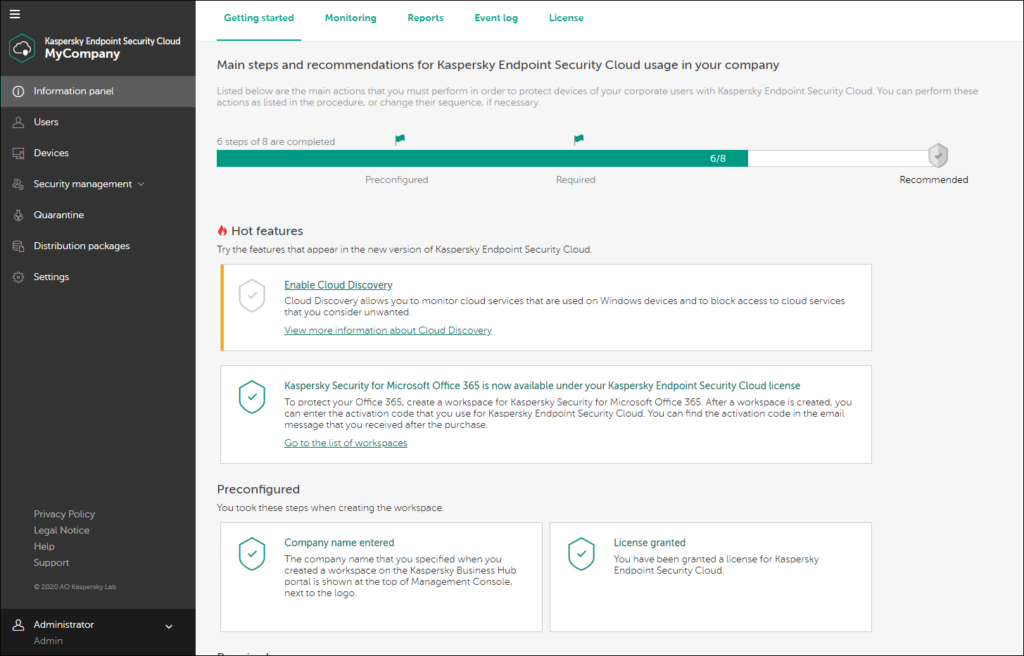 Kaspersky Endpoint Security Cloud
MyCompany
Information panel
Users
Devices
Security management
Quarantine
Distribution packages
Settings
Privacy Policy
Legal Notice
Help
Support
© 2020 AO Kaspersky Lab
Administrator
Admin
Getting started
Monitoring
Reports
Event log
License
Main steps and recommendations for Kaspersky Endpoint Security Cloud usage in your company
Listed below are the main actions that you must perform in order to protect devices of your corporate users with Kaspersky Endpoint Security Cloud. You can perform these
actions as listed in the procedure, or change their sequence, if necessary.
6 steps of 8 are completed
6/8
Preconfigured
Required
Recommended
Hot features
Try the features that appear in the new version of Kaspersky Endpoint Security Cloud.
Enable Cloud Discovery
Cloud Discovery allows you to monitor cloud services that are used on Windows devices and to block access to cloud services
that you consider unwanted.
View more information about Cloud Discovery
Kaspersky Security for Microsoft Office 365 is now available under your Kaspersky Endpoint Security Cloud license
To protect your Office 365, create a workspace for Kaspersky Security for Microsoft Office 365. After a workspace is created, you
can enter the activation code that you use for Kaspersky Endpoint Security Cloud. You can find the activation code in the email
message that you received after the purchase.
Go to the list of workspaces
Preconfigured
You took these steps when creating the workspace.
Company name entered
The company name that you specified when you
created a workspace on the Kaspersky Business Hub
portal is shown at the top of Management Console,
next to the logo.
License granted
You have been granted a license for Kaspersky
Endpoint Security Cloud.